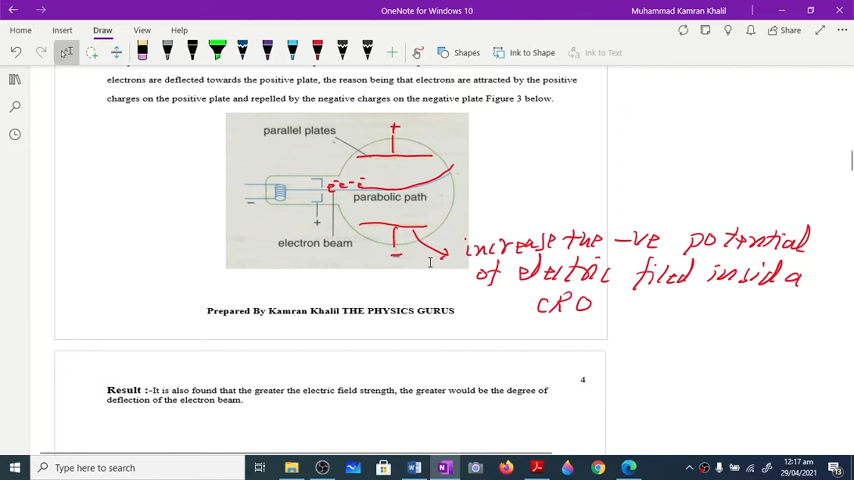 OneNote for Windows 10
Muhammad Kamran Khalil
Home
Insert
Draw
View
Help
Share
Shapes
Ink to Shape
Ink to Text
electrons are deflected towards the positive plate, the reason being that electrons are attracted by the positive
charges on the positive plate and repelled by the negative charges on the negative plate Figure 3 below.
parallel plates
+
e- e- e-
parabolic path
-
+
electron beam
-
increase the -ve potential
of electric filed inside a
CRO
Prepared By Kamran Khalil THE PHYSICS GURUS
4
Result :-It is also found that the greater the electric field strength, the greater would be the degree of
deflection of the electron beam.
Type here to search
12:17 am
29/04/2021